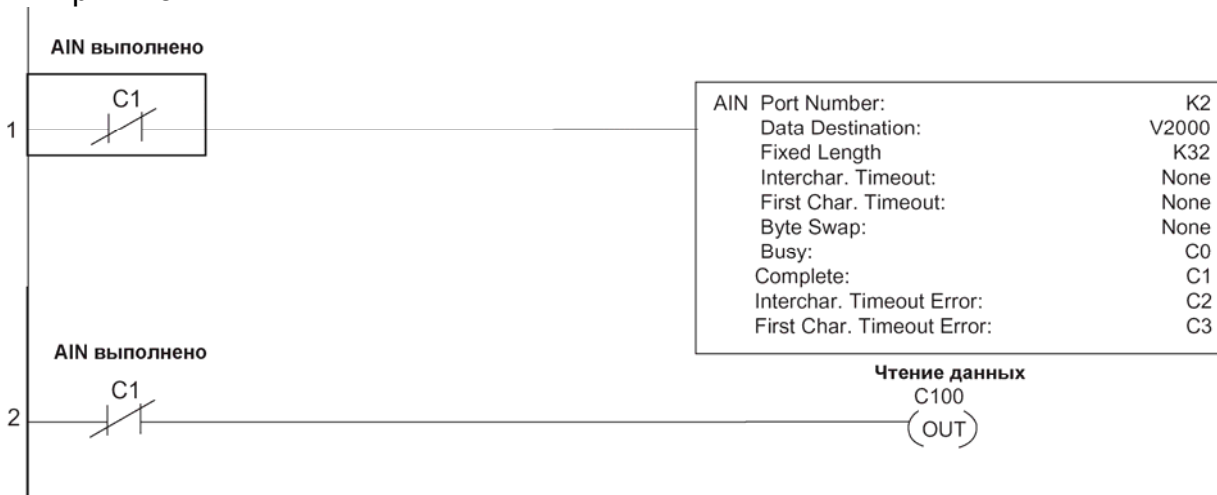 AIN выполнено
C1
1
AIN Port Number: K2
Data Destination: V2000
Fixed Length K32
Interchar. Timeout: None
First Char. Timeout: None
Byte Swap: None
Busy: C0
Complete: C1
Interchar. Timeout Error: C2
First Char. Timeout Error: C3
AIN выполнено
C1
2
Чтение данных
C100
OUT